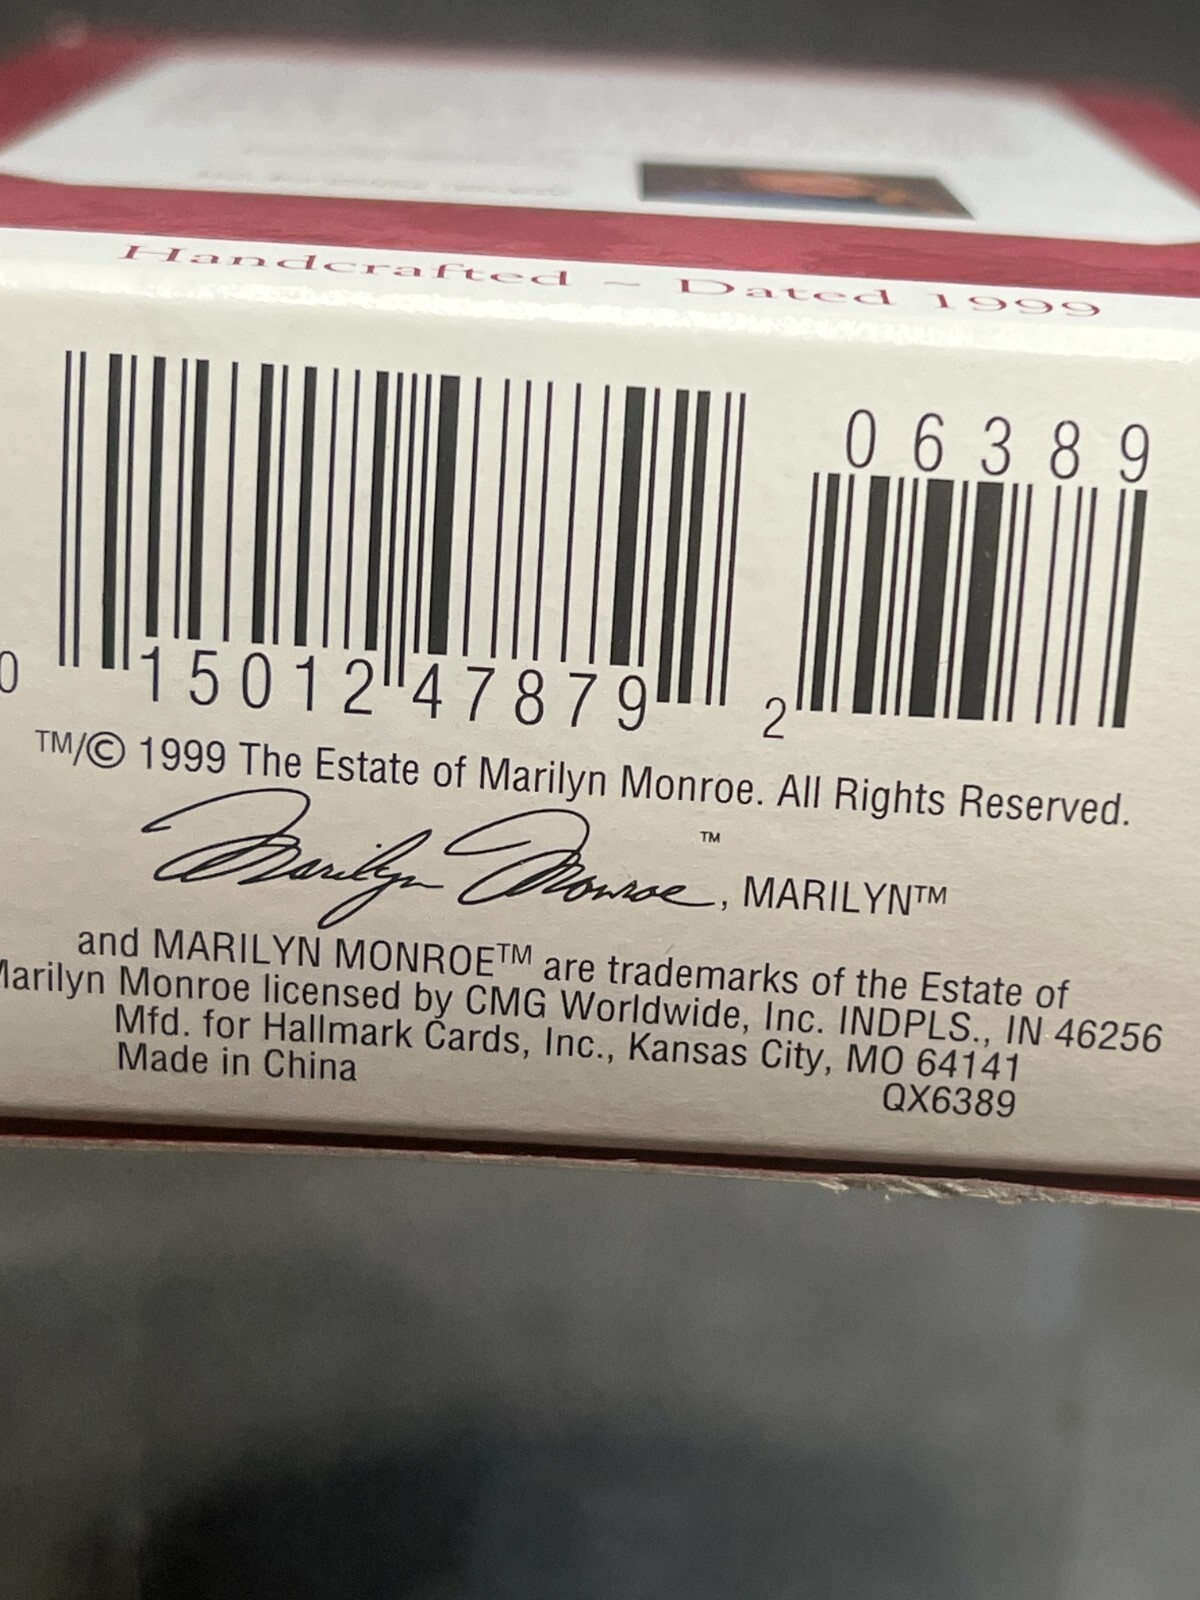 Handcrafted ~ Dated 1999
06389
0 15012 47879 2
TM/© 1999 The Estate of Marilyn Monroe. All Rights Reserved.
Marilyn Monroe™, MARILYN™
and MARILYN MONROE™ are trademarks of the Estate of
Marilyn Monroe licensed by CMG Worldwide, Inc. INDPLS., IN 46256
Mfd. for Hallmark Cards, Inc., Kansas City, MO 64141
Made in China
QX6389